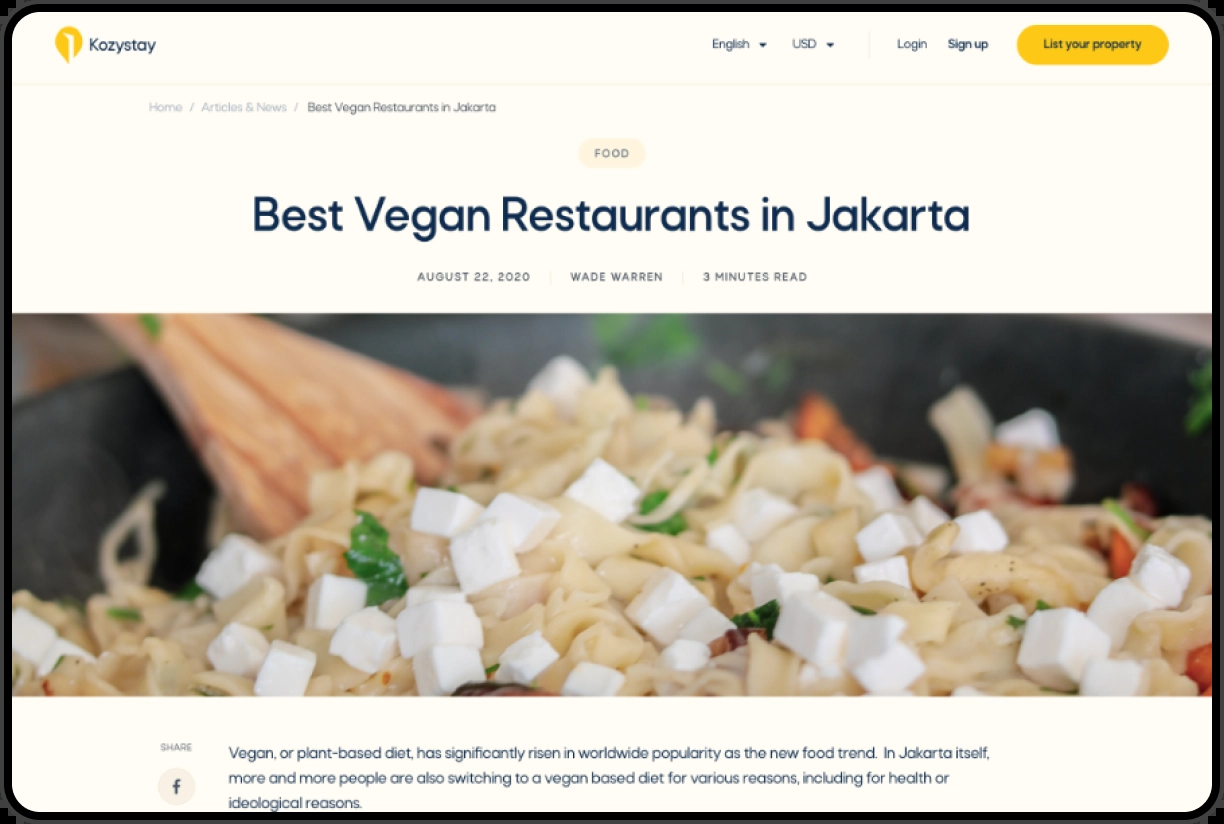 Kozystay
English
USD
Login
Sign up
List your property
Home / Articles & News / Best Vegan Restaurants in Jakarta
FOOD
Best Vegan Restaurants in Jakarta
AUGUST 22, 2020
WADE WARREN
3 MINUTES READ
SHARE
Vegan, or plant-based diet, has significantly risen in worldwide popularity as the new food trend. In Jakarta itself,
more and more people are also switching to a vegan based diet for various reasons, including for health or
ideological reasons.